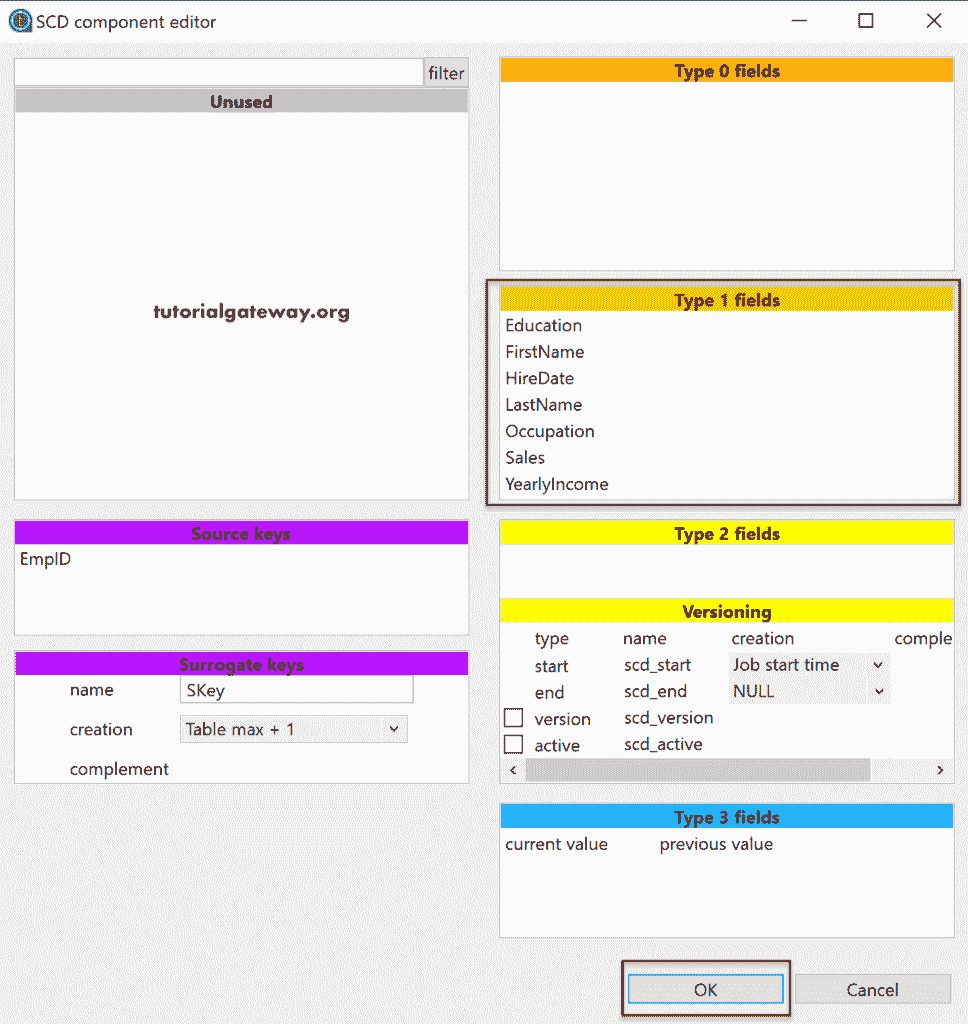 SCD component editor
filter
Unused
tutorialgateway.org
Source keys
EmpID
Surrogate keys
name SKey
creation Table max + 1
complement
Type 0 fields
Type 1 fields
Education
FirstName
HireDate
LastName
Occupation
Sales
YearlyIncome
Type 2 fields
Versioning
type name creation comple
start scd_start Job start time
end scd_end NULL
version scd_version
active scd_active
Type 3 fields
current value previous value
OK Cancel